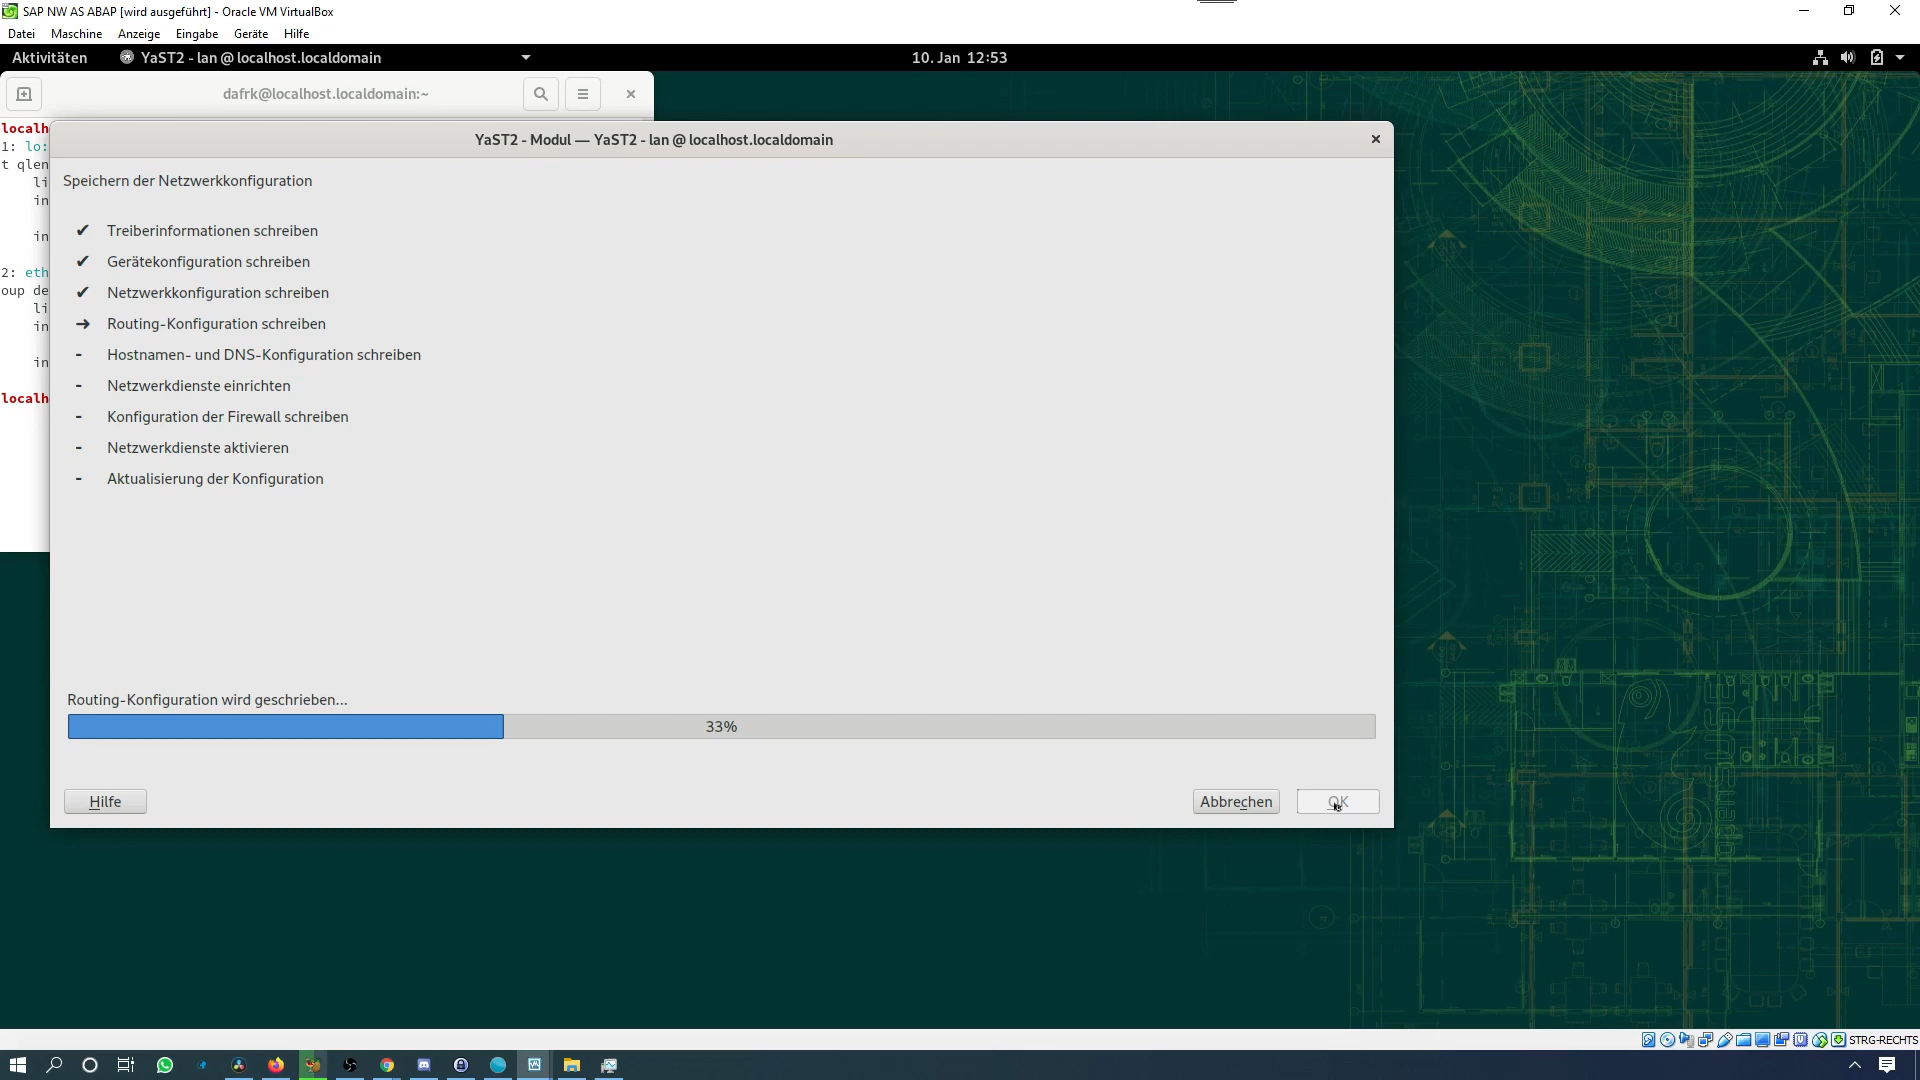 SAP NW AS ABAP [wird ausgeführt] - Oracle VM VirtualBox
Datei Maschine Anzeige Eingabe Geräte Hilfe
Aktivitäten YaST2 - lan @ localhost.localdomain 10. Jan 12:53
dafrk@localhost.localdomain:~
localh
1: lo:
t qlen
li
in
in
2: eth
oup de
li
in
in
localh
YaST2 - Modul — YaST2 - lan @ localhost.localdomain
Speichern der Netzwerkkonfiguration
✔ Treiberinformationen schreiben
✔ Gerätekonfiguration schreiben
✔ Netzwerkkonfiguration schreiben
➔ Routing-Konfiguration schreiben
- Hostnamen- und DNS-Konfiguration schreiben
- Netzwerkdienste einrichten
- Konfiguration der Firewall schreiben
- Netzwerkdienste aktivieren
- Aktualisierung der Konfiguration
Routing-Konfiguration wird geschrieben...
33%
Hilfe Abbrechen OK
openSUSE
STRG-RECHTS